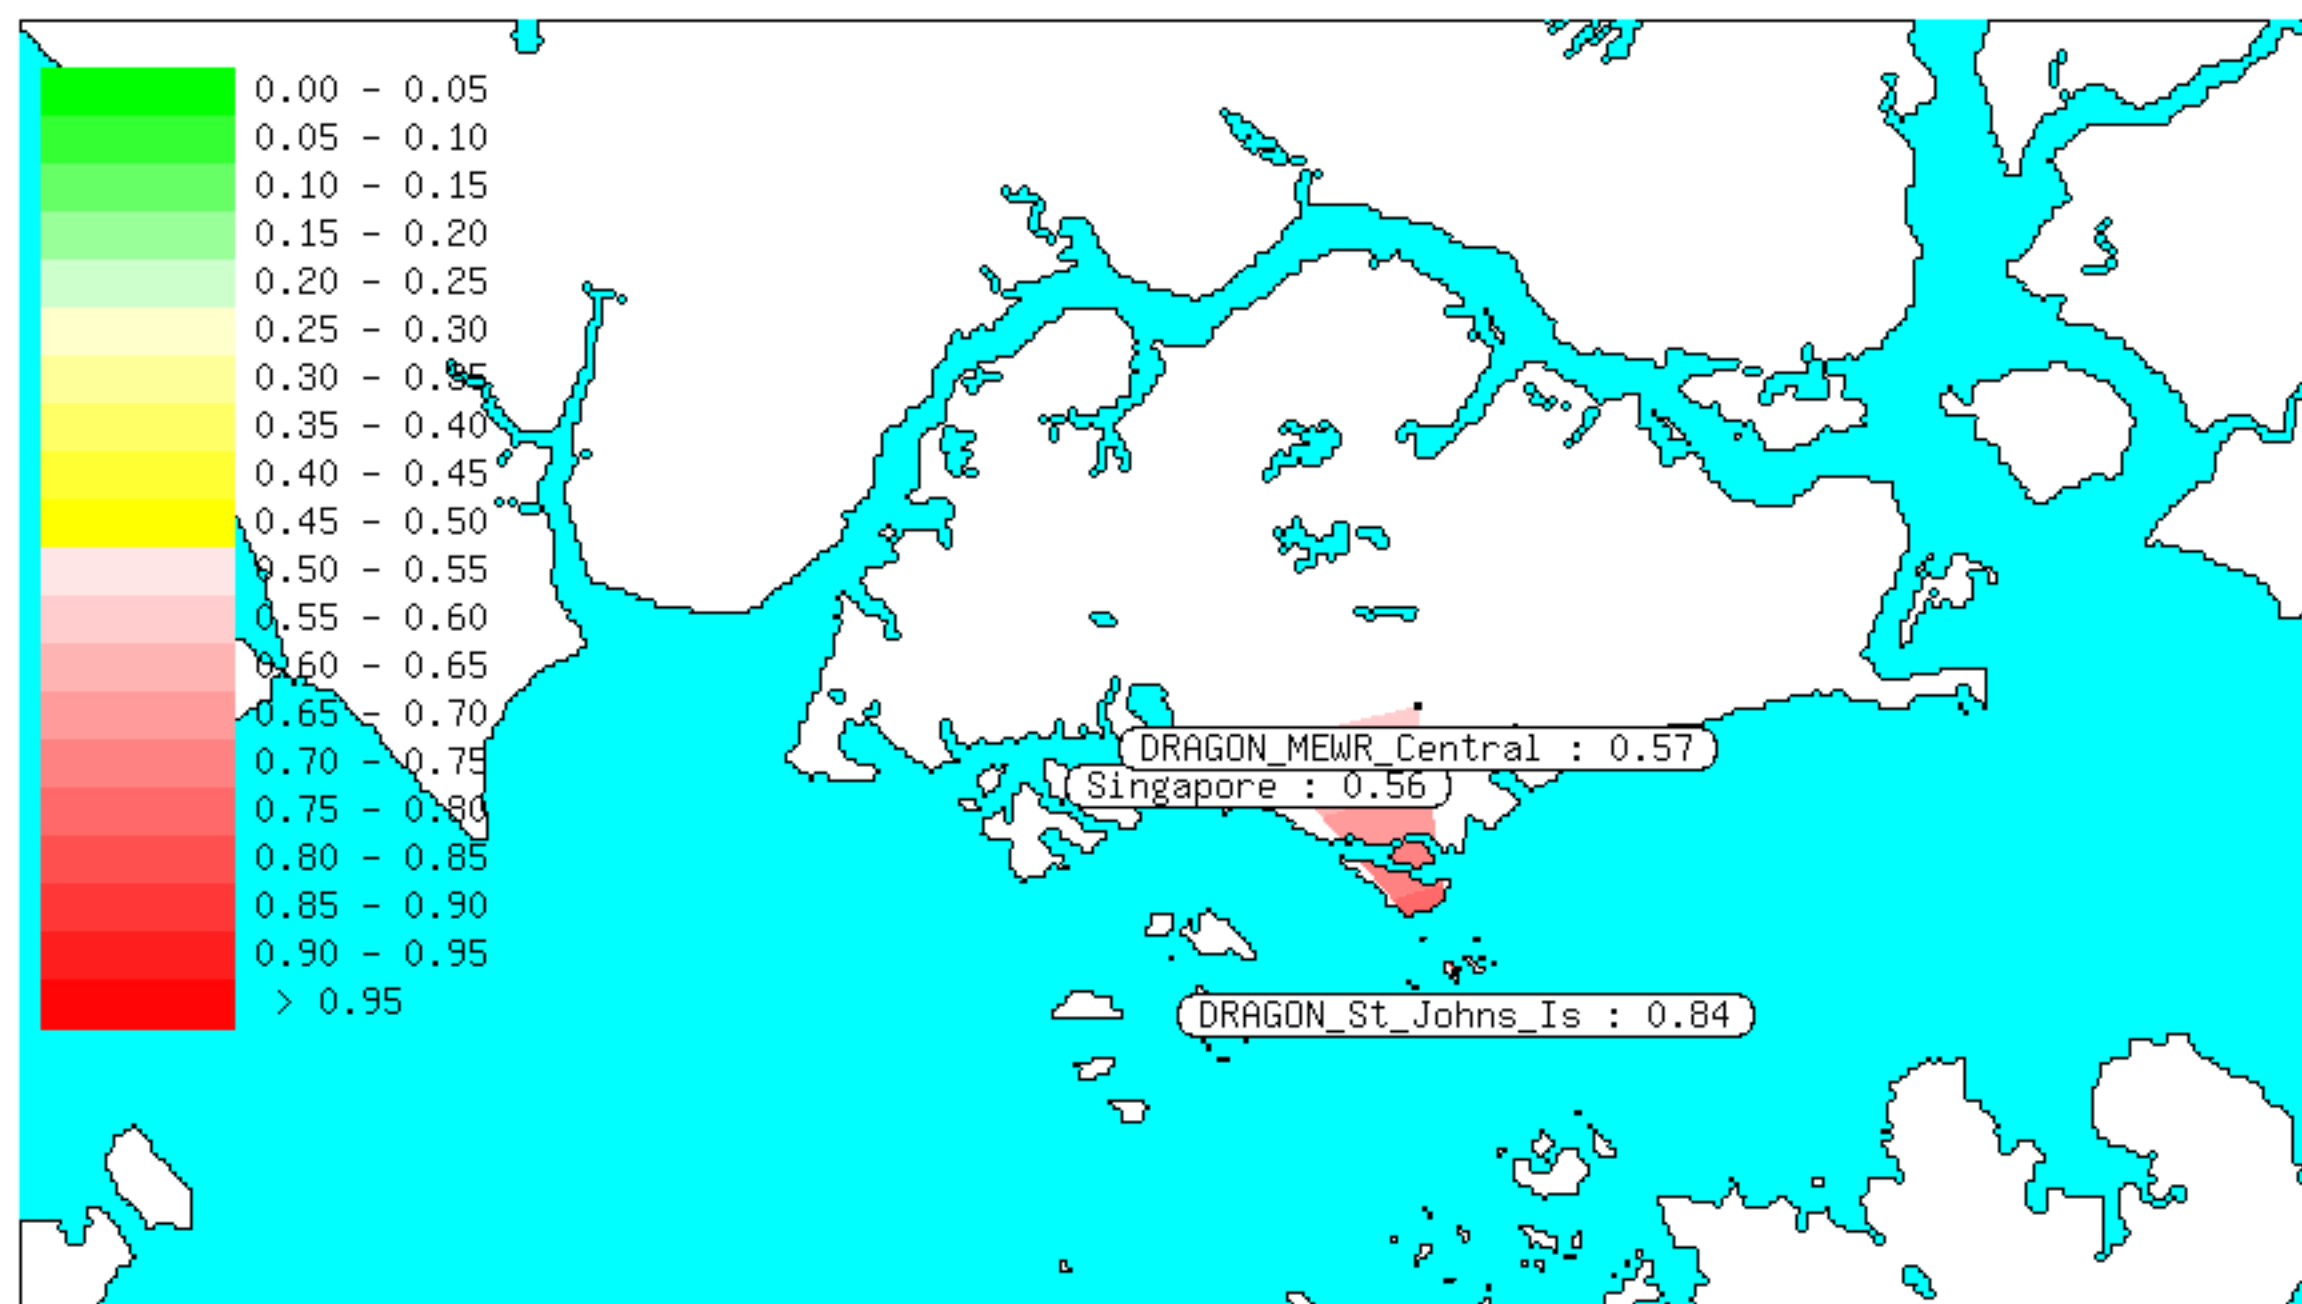 0.00 - 0.05
0.05 - 0.10
0.10 - 0.15
0.15 - 0.20
0.20 - 0.25
0.25 - 0.30
0.30 - 0.35
0.35 - 0.40
0.40 - 0.45
0.45 - 0.50
0.50 - 0.55
0.55 - 0.60
0.60 - 0.65
0.65 - 0.70
0.70 - 0.75
0.75 - 0.80
0.80 - 0.85
0.85 - 0.90
0.90 - 0.95
> 0.95
DRAGON_MEWR_Central : 0.57
Singapore : 0.56
DRAGON_St_Johns_Is : 0.84